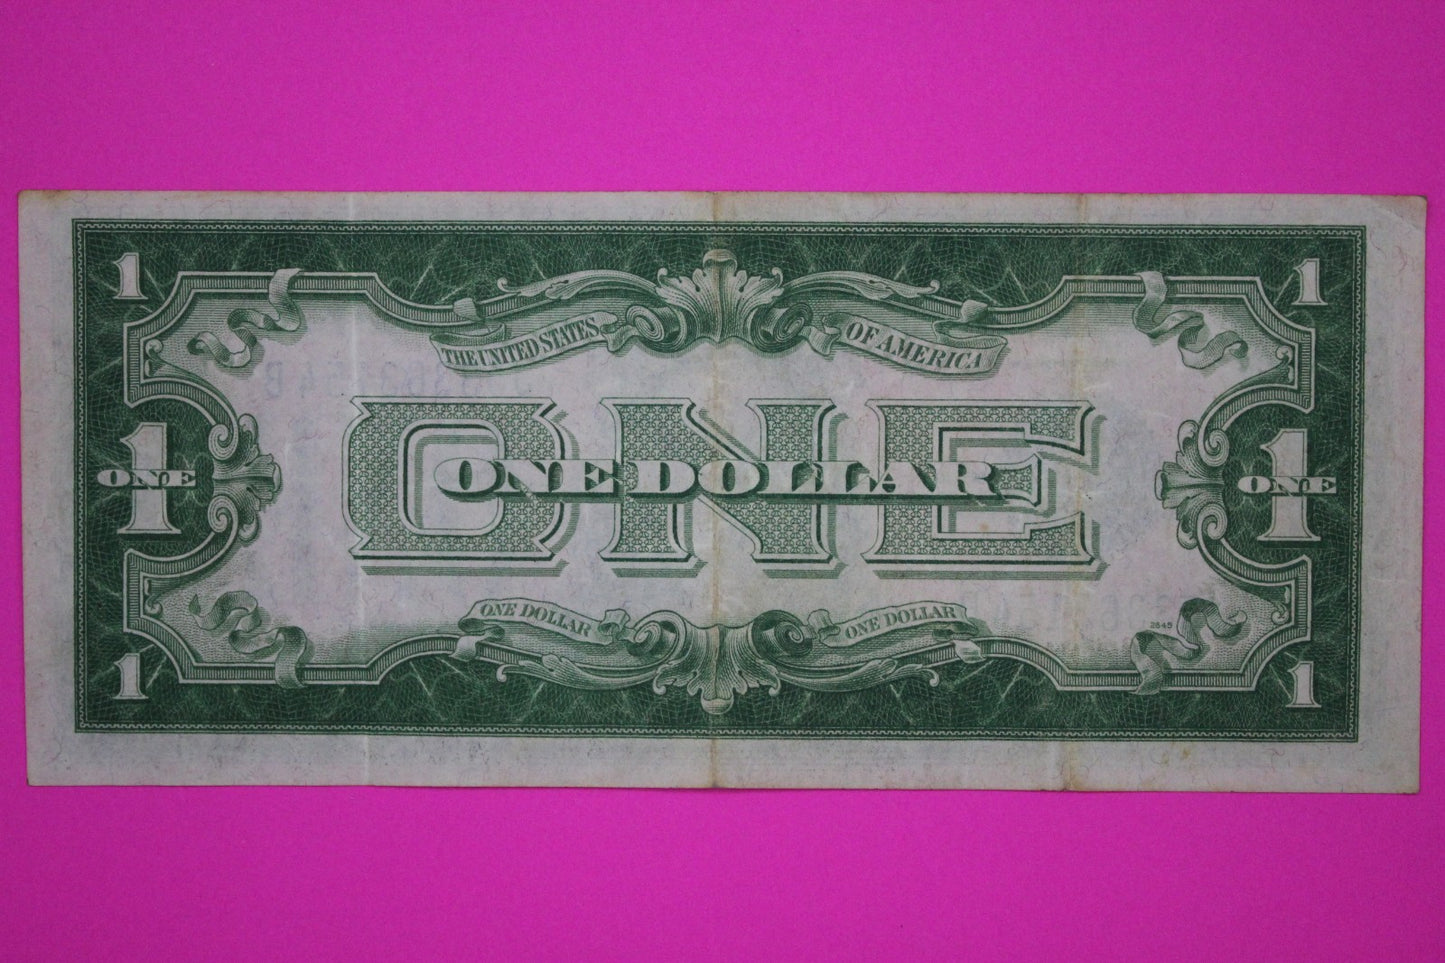 1 1
THE UNITED STATES OF AMERICA
ONE
ONE DOLLAR
1 ONE
1 ONE
ONE DOLLAR ONE DOLLAR
2649
1 1